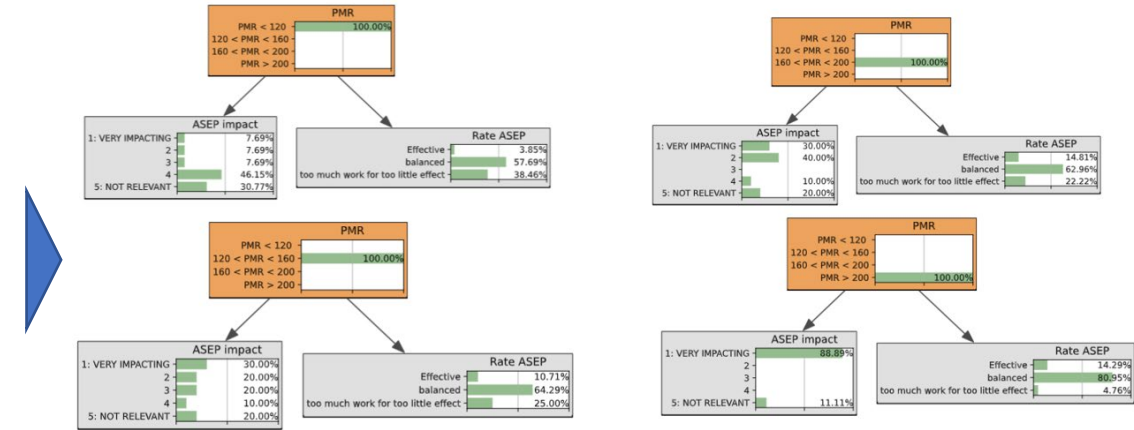 PMR
PMR < 120 100.00%
120 < PMR < 160
160 < PMR < 200
PMR > 200
ASEP impact
1: VERY IMPACTING 7.69%
2 7.69%
3 7.69%
4 46.15%
5: NOT RELEVANT 30.77%
Rate ASEP
Effective 3.85%
balanced 57.69%
too much work for too little effect 38.46%
PMR
PMR < 120
120 < PMR < 160
160 < PMR < 200 100.00%
PMR > 200
ASEP impact
1: VERY IMPACTING 30.00%
2 40.00%
3
4 10.00%
5: NOT RELEVANT 20.00%
Rate ASEP
Effective 14.81%
balanced 62.96%
too much work for too little effect 22.22%
PMR
PMR < 120
120 < PMR < 160 100.00%
160 < PMR < 200
PMR > 200
ASEP impact
1: VERY IMPACTING 30.00%
2 20.00%
3 20.00%
4 10.00%
5: NOT RELEVANT 20.00%
Rate ASEP
Effective 10.71%
balanced 64.29%
too much work for too little effect 25.00%
PMR
PMR < 120
120 < PMR < 160
160 < PMR < 200
PMR > 200 100.00%
ASEP impact
1: VERY IMPACTING 88.89%
2
3
4
5: NOT RELEVANT 11.11%
Rate ASEP
Effective 14.29%
balanced 80.95%
too much work for too little effect 4.76%